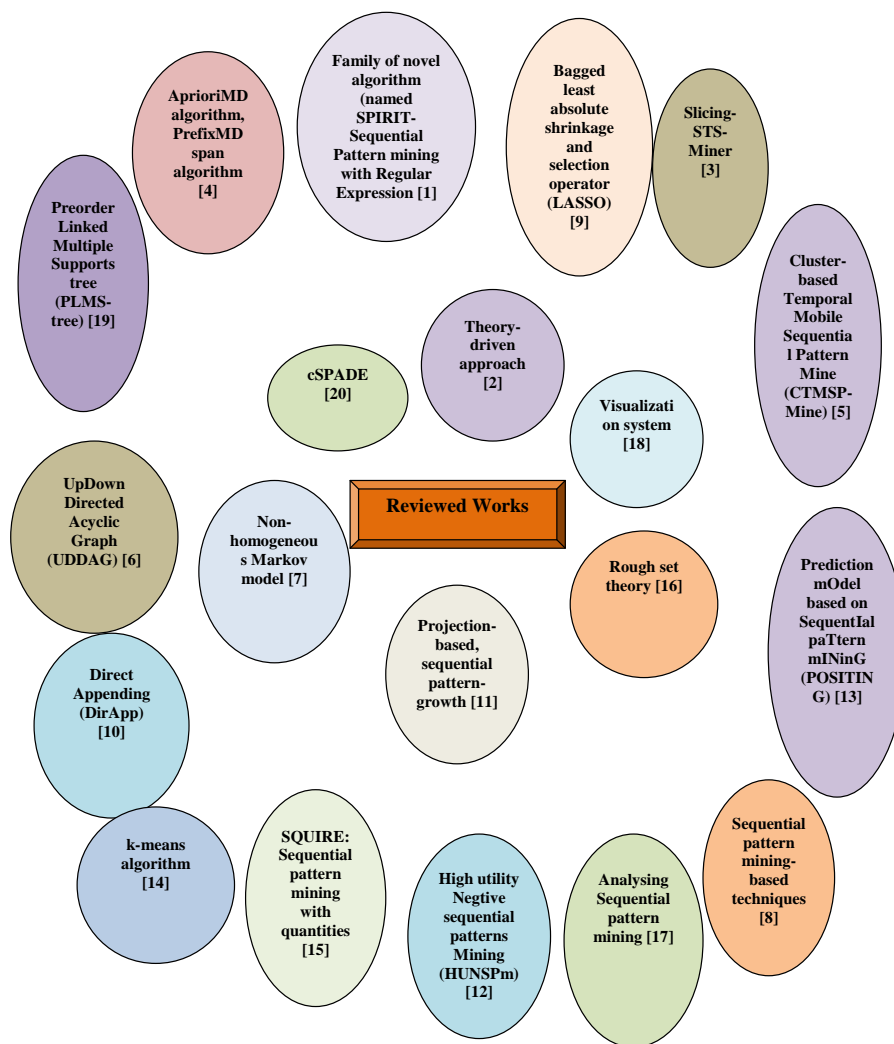 Family of novel
algorithm
(named
SPIRIT-
Sequential
Pattern mining
with Regular
Expression [1]
Bagged
least
absolute
shrinkage
and
selection
operator
(LASSO)
[9]
Slicing-
STS-
Miner
[3]
AprioriMD
algorithm,
PrefixMD
span
algorithm
[4]
Preorder
Linked
Multiple
Supports
tree
(PLMS-
tree) [19]
Cluster-
based
Temporal
Mobile
Sequentia
l Pattern
Mine
(CTMSP-
Mine) [5]
Theory-
driven
approach
[2]
cSPADE
[20]
Visualizati
on system
[18]
UpDown
Directed
Acyclic
Graph
(UDDAG) [6]
Non-
homogeneou
s Markov
model [7]
Reviewed Works
Rough set
theory [16]
Prediction
mOdel
based on
SequentIal
paTtern
mINinG
(POSITIN
G) [13]
Projection-
based,
sequential
pattern-
growth [11]
Direct
Appending
(DirApp)
[10]
k-means
algorithm
[14]
SQUIRE:
Sequential
pattern
mining
with
quantities
[15]
High utility
Negtive
sequential
patterns
Mining
(HUNSPm)
[12]
Analysing
Sequential
pattern
mining [17]
Sequential
pattern
mining-
based
techniques
[8]